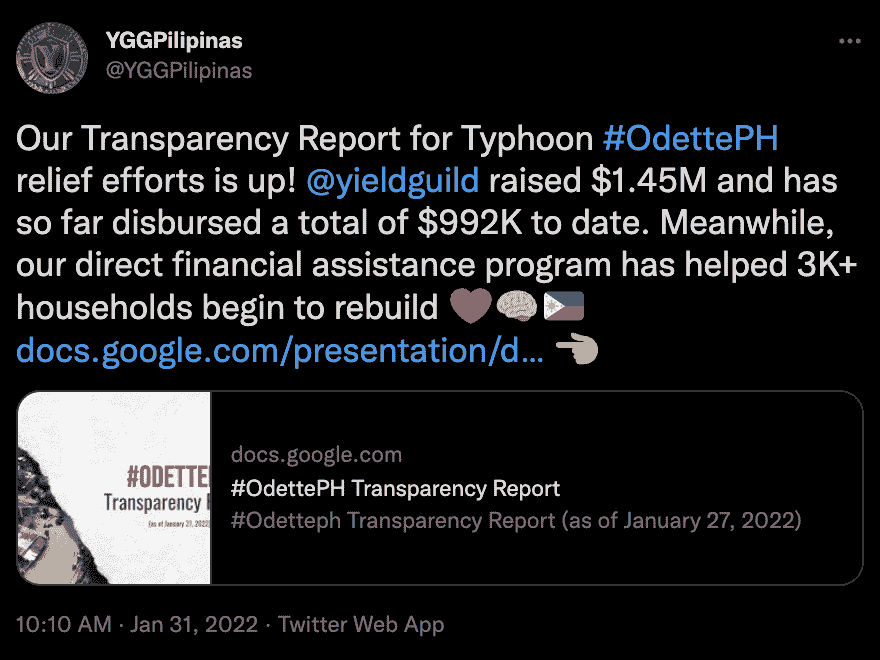 YGGPilipinas
@YGGPilipinas
Our Transparency Report for Typhoon #OdettePH
relief efforts is up! @yieldguild raised $1.45M and has
so far disbursed a total of $992K to date. Meanwhile,
our direct financial assistance program has helped 3K+
households begin to rebuild ❤️🧠🇵🇭
docs.google.com/presentation/d... 👈
#ODETTE
Transparency
(as of January 27, 2022)
docs.google.com
#OdettePH Transparency Report
#Odetteph Transparency Report (as of January 27, 2022)
10:10 AM · Jan 31, 2022 · Twitter Web App